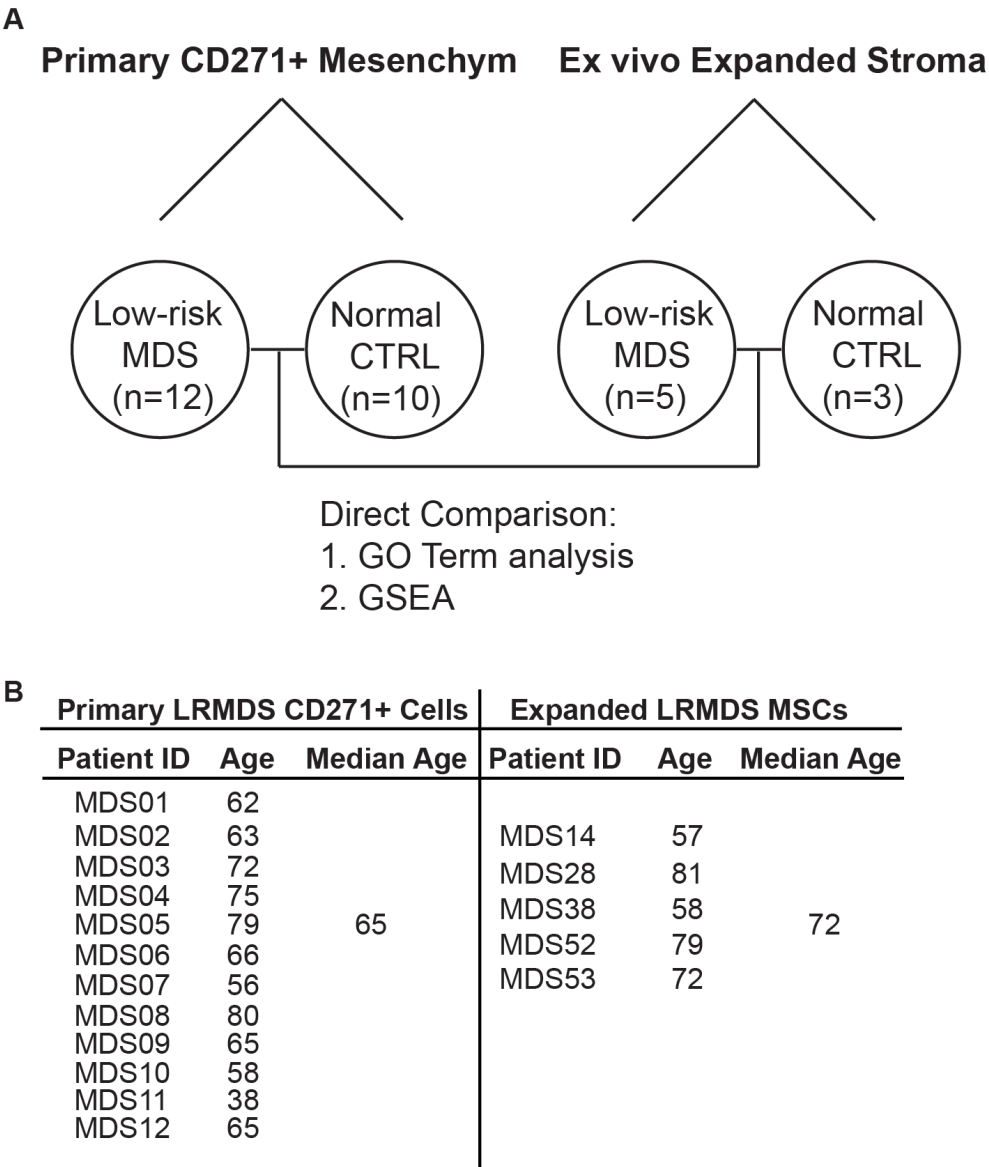 A
Primary CD271+ Mesenchym Ex vivo Expanded Stroma
Low-risk
MDS
(n=12)
Normal
CTRL
(n=10)
Low-risk
MDS
(n=5)
Normal
CTRL
(n=3)
Direct Comparison:
1. GO Term analysis
2. GSEA
B
Primary LRMDS CD271+ Cells Expanded LRMDS MSCs
Patient ID Age Median Age Patient ID Age Median Age
MDS01 62
MDS02 63
MDS03 72
MDS04 75
MDS05 79
MDS06 66
MDS07 56
MDS08 80
MDS09 65
MDS10 58
MDS11 38
MDS12 65
65
MDS14 57
MDS28 81
MDS38 58
MDS52 79
MDS53 72
72